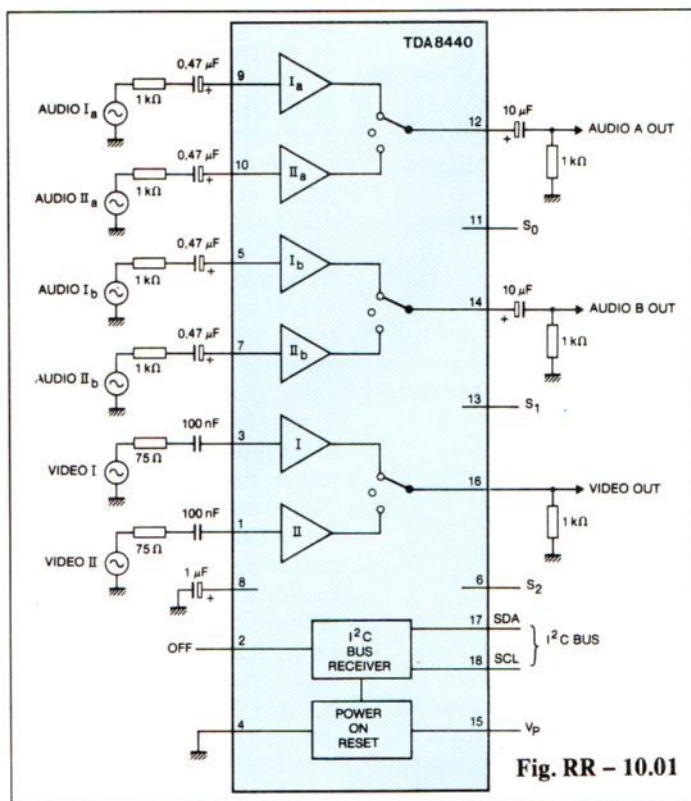 TDA8440
0,47 µF
9
AUDIO Ia
1 kΩ
Ia
12
10 µF
AUDIO A OUT
0,47 µF
10
1 kΩ
AUDIO IIa
1 kΩ
IIa
11
S0
0,47 µF
5
AUDIO Ib
1 kΩ
Ib
14
10 µF
AUDIO B OUT
0,47 µF
7
1 kΩ
AUDIO IIb
1 kΩ
IIb
13
S1
100 nF
3
VIDEO I
75 Ω
I
16
VIDEO OUT
100 nF
1
1 kΩ
VIDEO II
75 Ω
II
1 µF
8
6
S2
17
SDA
OFF
2
I2C
BUS
RECEIVER
I2C BUS
18
SCL
4
POWER
ON
RESET
15
VP
Fig. RR – 10.01